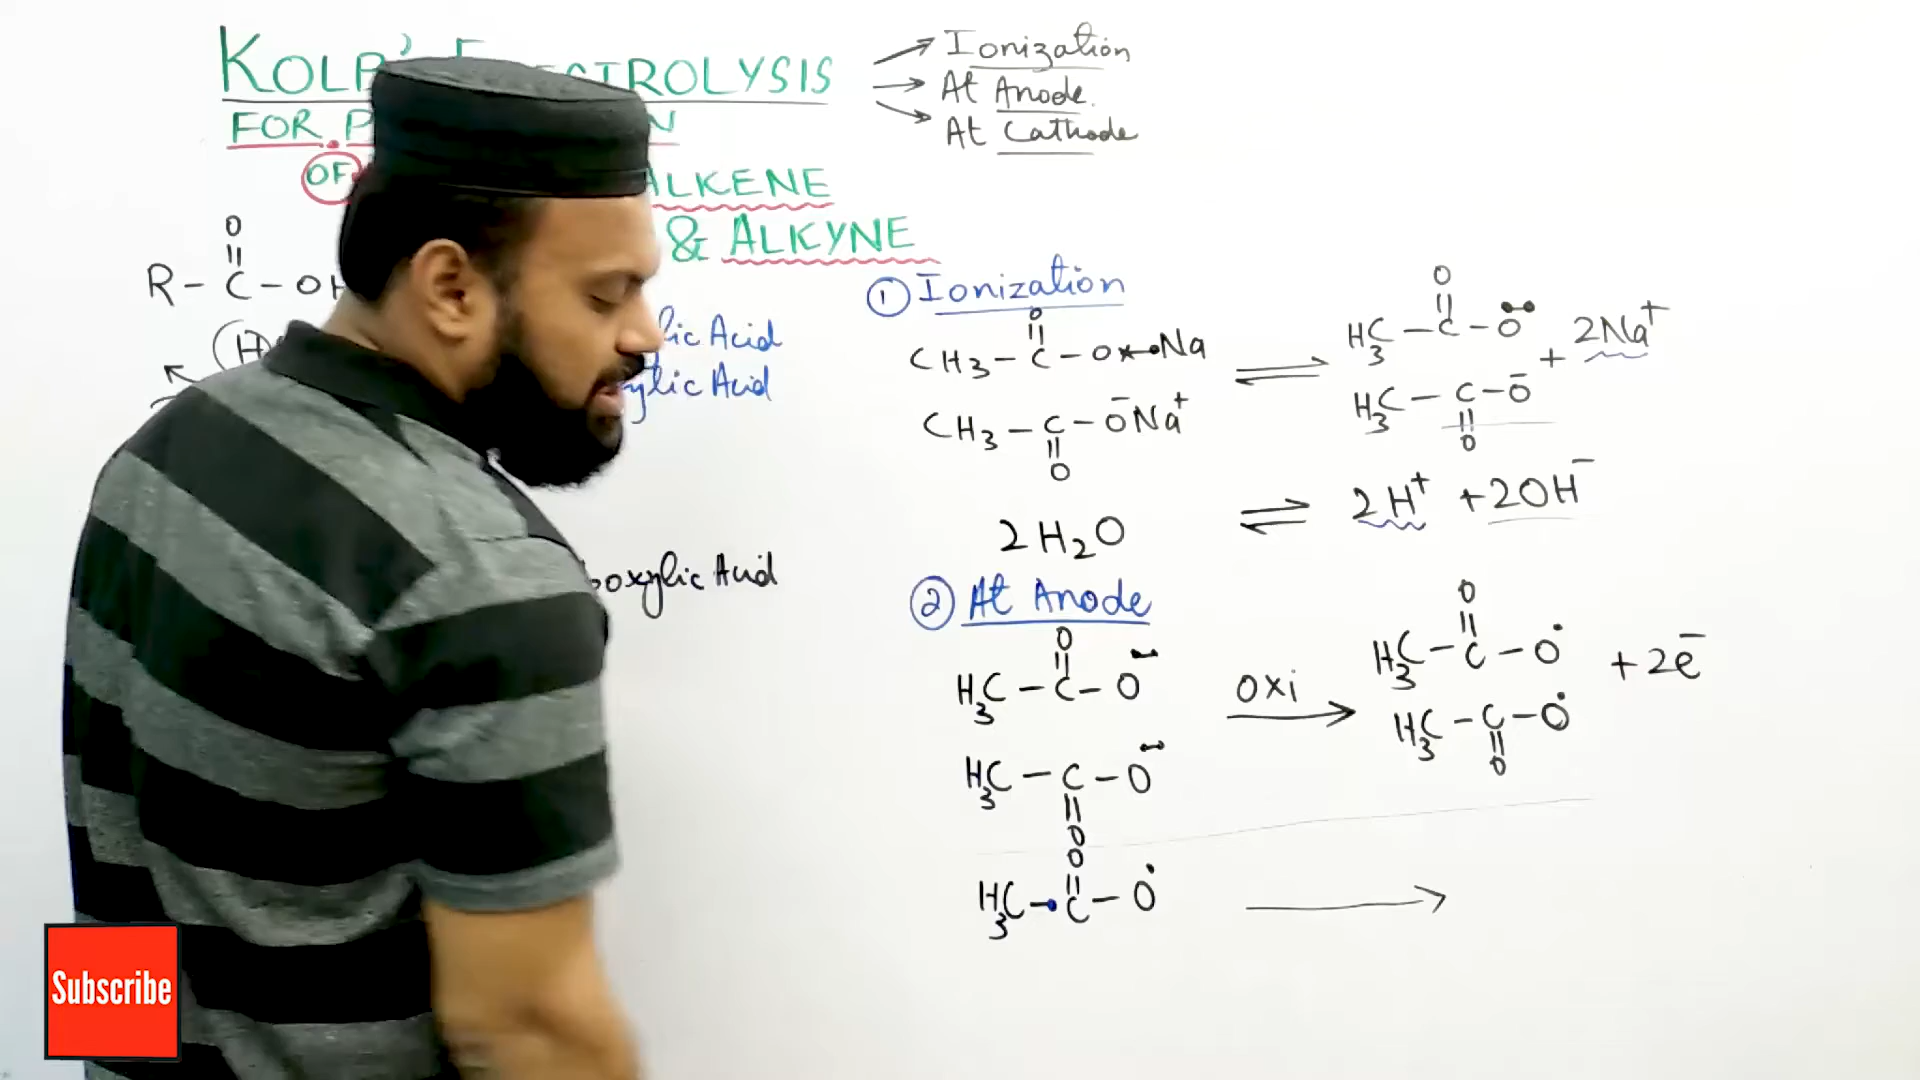 KOLB' E CTROLYSIS
FOR P N
OF ALKENE
& ALKYNE
→ Ionization
→ At Anode.
→ At Cathode
O
||
R - C - OH
H
lic Acid
ylic Acid
oxylic Acid
① Ionization
O
||
CH3 - C - O Na
CH3 - C - O⁻Na⁺
||
O
⇌
O
||
H3C - C - O
+ 2Na⁺
H3C - C - O⁻
||
O
2H2O ⇌ 2H⁺ + 2OH⁻
② At Anode
O
||
H3C - C - O
H3C - C - O
||
O
oxi
→
O
||
H3C - C - O• + 2e⁻
H3C - C - O•
||
O
O
||
H3C - C - O• →
Subscribe